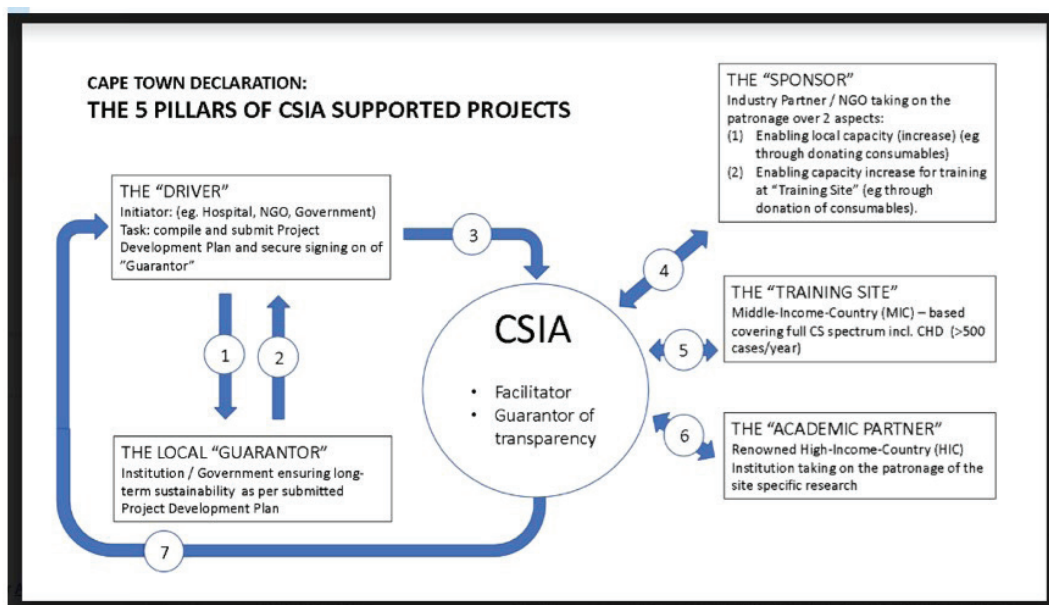 CAPE TOWN DECLARATION:
THE 5 PILLARS OF CSIA SUPPORTED PROJECTS
THE “DRIVER”
Initiator: (eg. Hospital, NGO, Government)
Task: compile and submit Project
Development Plan and secure signing on of
“Guarantor”
1
2
THE LOCAL “GUARANTOR”
Institution / Government ensuring long-
term sustainability as per submitted
Project Development Plan
3
CSIA
• Facilitator
• Guarantor of
transparency
THE “SPONSOR”
Industry Partner / NGO taking on the
patronage over 2 aspects:
(1) Enabling local capacity (increase) (eg
through donating consumables)
(2) Enabling capacity increase for training
at “Training Site” (eg through
donation of consumables).
4
THE “TRAINING SITE”
Middle-Income-Country (MIC) – based
covering full CS spectrum incl. CHD (>500
cases/year)
5
THE “ACADEMIC PARTNER”
Renowned High-Income-Country (HIC)
Institution taking on the patronage of the
site specific research
6
7